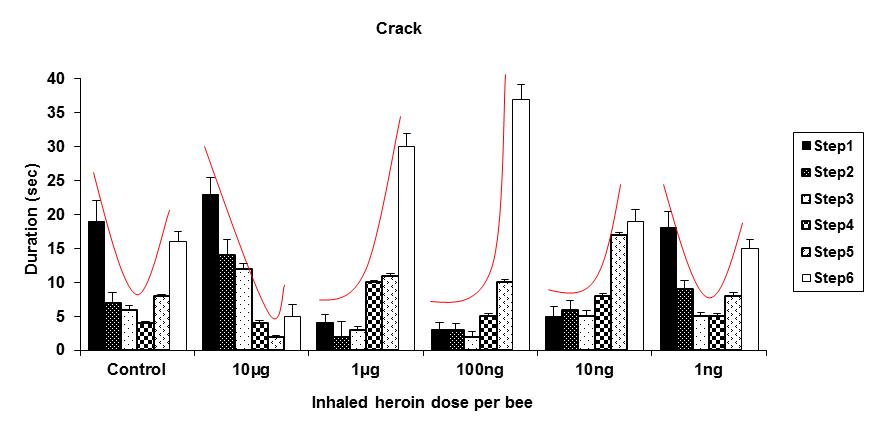 Crack
40
35
30
25
20
15
10
5
0
Duration (sec)
Control 10µg 1µg 100ng 10ng 1ng
Inhaled heroin dose per bee
Step1
Step2
Step3
Step4
Step5
Step6